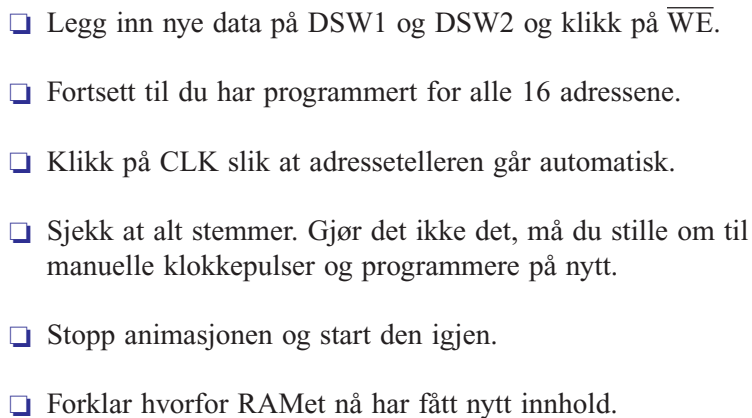 ❏ Legg inn nye data på DSW1 og DSW2 og klikk på W̅E̅.
❏ Fortsett til du har programmert for alle 16 adressene.
❏ Klikk på CLK slik at adressetelleren går automatisk.
❏ Sjekk at alt stemmer. Gjør det ikke det, må du stille om til
manuelle klokkepulser og programmere på nytt.
❏ Stopp animasjonen og start den igjen.
❏ Forklar hvorfor RAMet nå har fått nytt innhold.